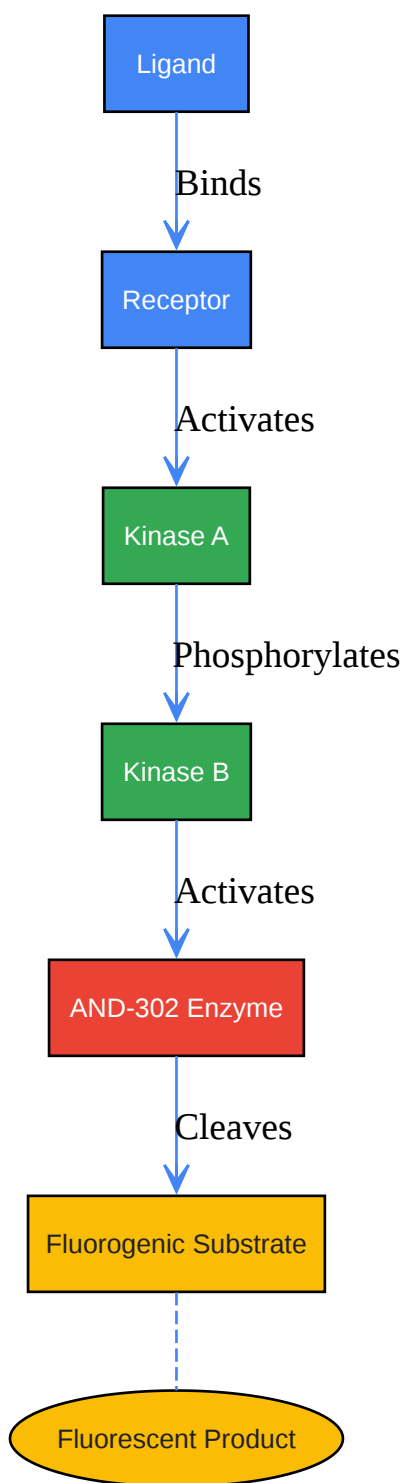 Ligand
Binds
Receptor
Activates
Kinase A
Phosphorylates
Kinase B
Activates
AND-302 Enzyme
Cleaves
Fluorogenic Substrate
Fluorescent Product